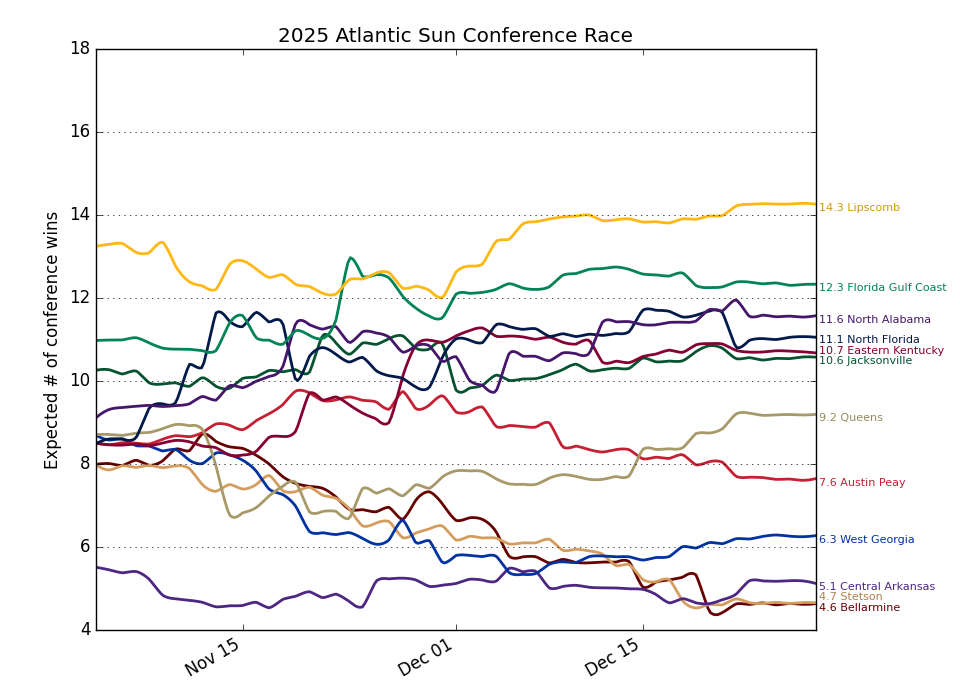 2025 Atlantic Sun Conference Race
Expected # of conference wins
18
16
14
12
10
8
6
4
Nov 15
Dec 01
Dec 15
14.3 Lipscomb
12.3 Florida Gulf Coast
11.6 North Alabama
11.1 North Florida
10.7 Eastern Kentucky
10.6 Jacksonville
9.2 Queens
7.6 Austin Peay
6.3 West Georgia
5.1 Central Arkansas
4.7 Stetson
4.6 Bellarmine